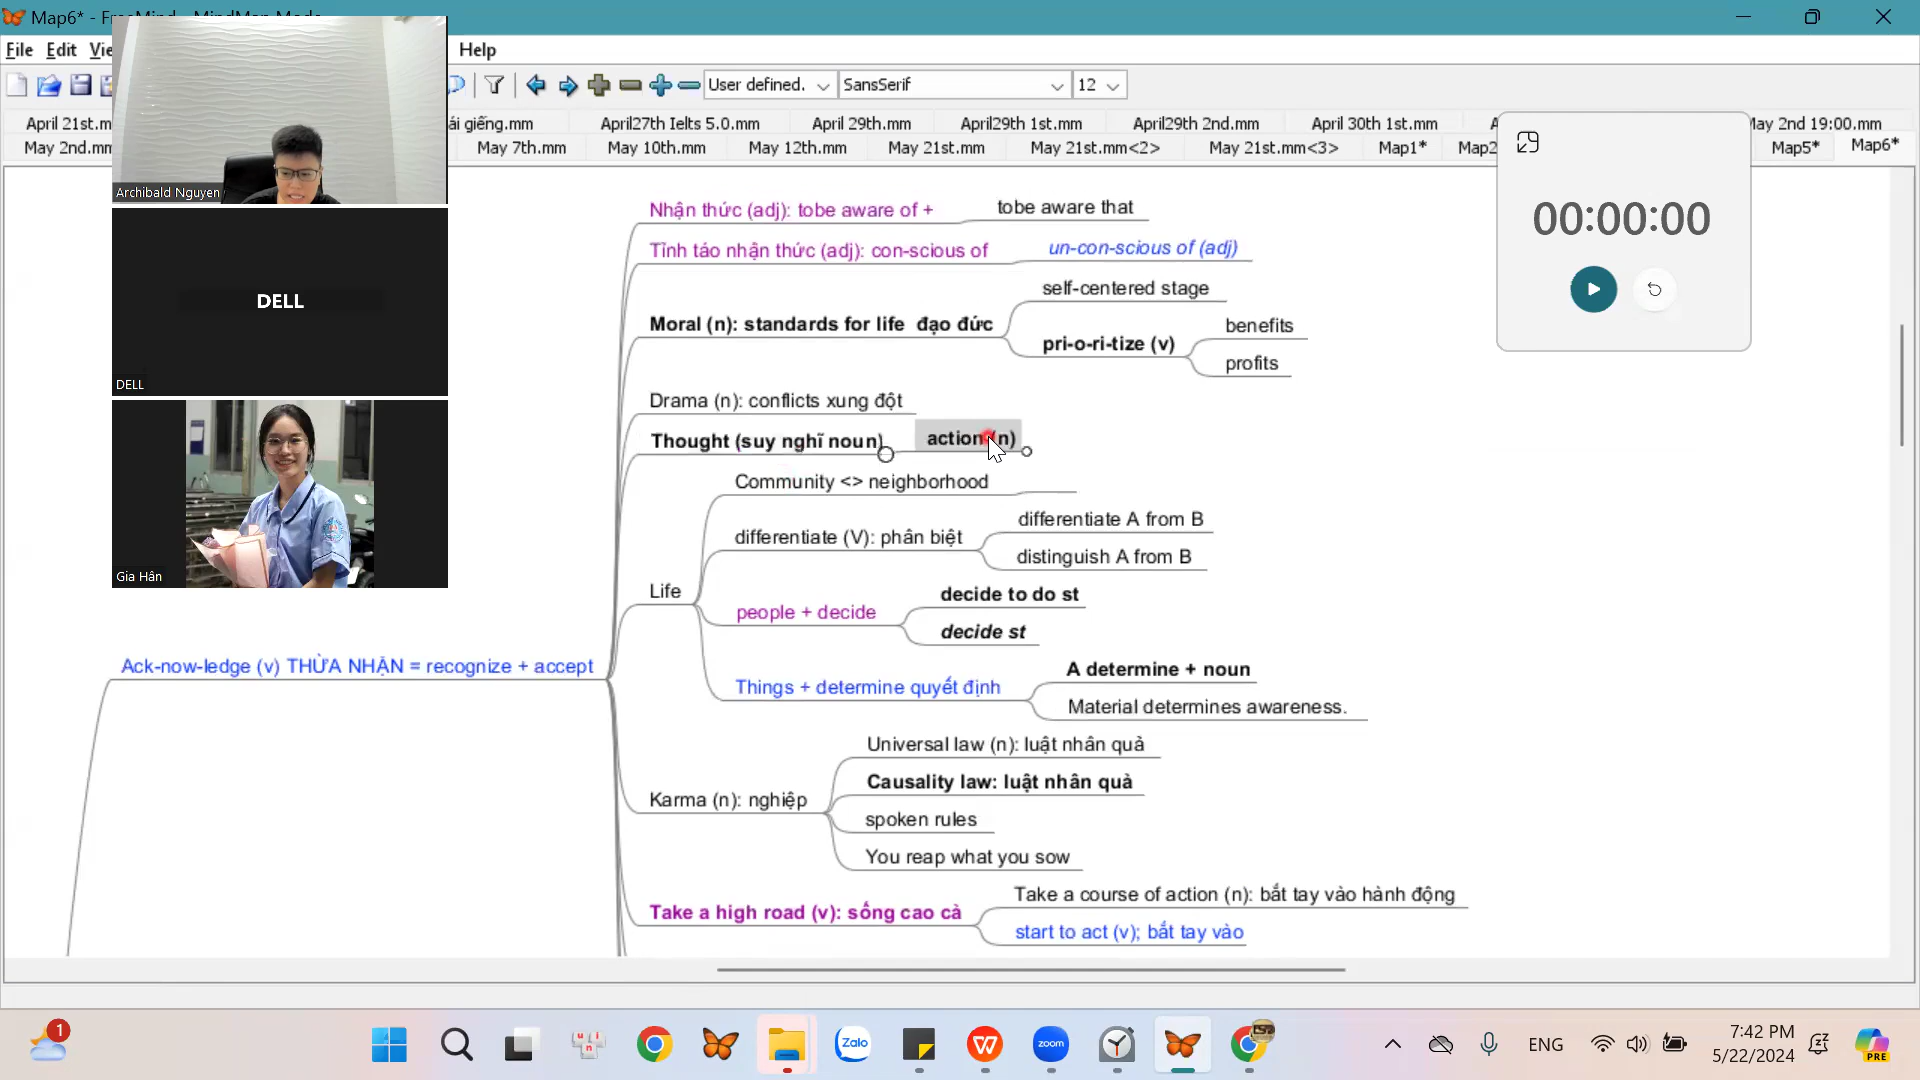 Map6* - FreeMind - MindMap Mode
File Edit Vie Help
User defined. SansSerif 12
April 21st.m ái giếng.mm April27th Ielts 5.0.mm April 29th.mm April29th 1st.mm April29th 2nd.mm April 30th 1st.mm A May 2nd 19:00.mm
May 2nd.mm May 7th.mm May 10th.mm May 12th.mm May 21st.mm May 21st.mm<2> May 21st.mm<3> Map1* Map2 Map5* Map6*
Archibald Nguyen
DELL
DELL
Gia Hân
00:00:00
Nhận thức (adj): tobe aware of + tobe aware that
Tỉnh táo nhận thức (adj): con-scious of un-con-scious of (adj)
self-centered stage
Moral (n): standards for life đạo đức
pri-o-ri-tize (v)
benefits
profits
Drama (n): conflicts xung đột
Thought (suy nghĩ noun) action (n)
Community <> neighborhood
differentiate (V): phân biệt
differentiate A from B
distinguish A from B
Life
people + decide
decide to do st
decide st
Things + determine quyết định
A determine + noun
Material determines awareness.
Ack-now-ledge (v) THỪA NHẬN = recognize + accept
Karma (n): nghiệp
Universal law (n): luật nhân quả
Causality law: luật nhân quả
spoken rules
You reap what you sow
Take a high road (v): sống cao cả
Take a course of action (n): bắt tay vào hành động
start to act (v); bắt tay vào
1
Zalo
zoom
ENG
7:42 PM
5/22/2024
PRE